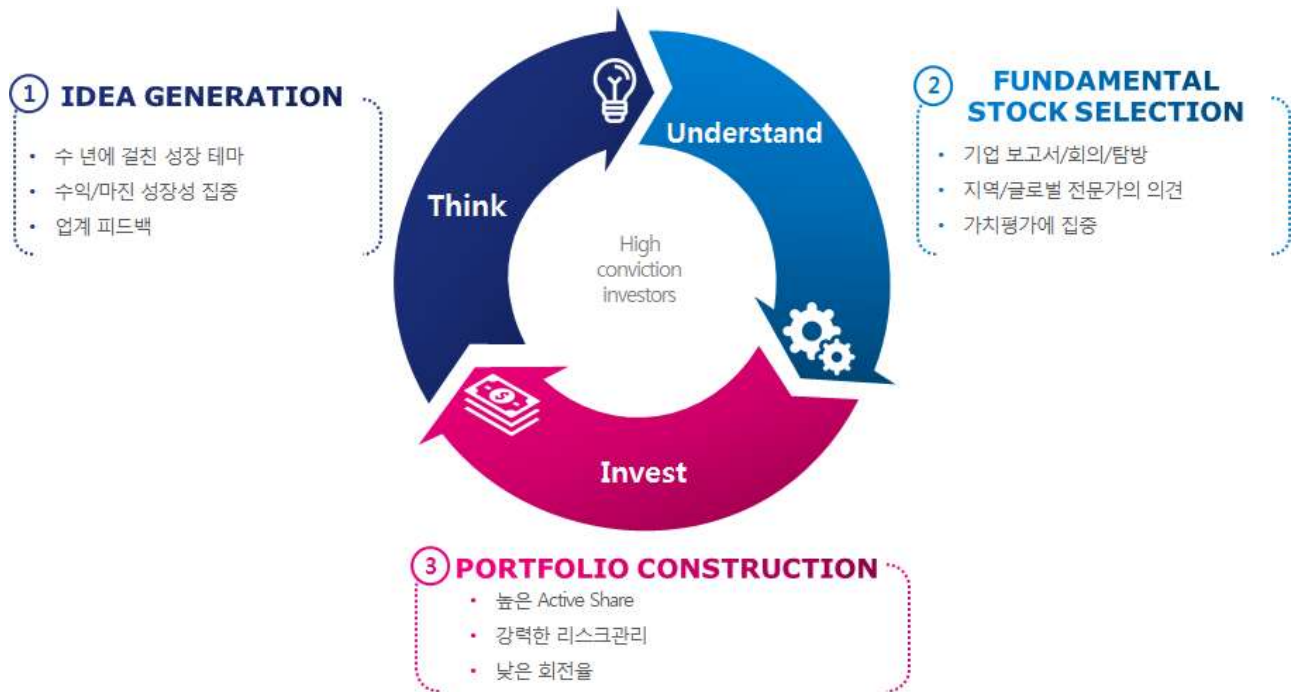 ① IDEA GENERATION
• 수 년에 걸친 성장 테마
• 수익/마진 성장성 집중
• 업계 피드백
Think
Understand
High
conviction
investors
Invest
② FUNDAMENTAL
STOCK SELECTION
• 기업 보고서/회의/탐방
• 지역/글로벌 전문가의 의견
• 가치평가에 집중
③ PORTFOLIO CONSTRUCTION
• 높은 Active Share
• 강력한 리스크관리
• 낮은 회전율